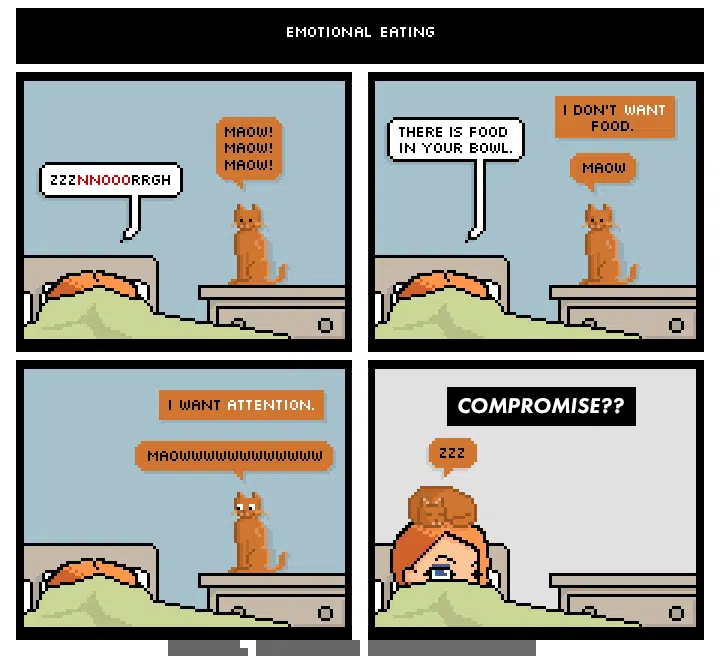 EMOTIONAL EATING
ZZZNNOOORRGH
MAOW!
MAOW!
MAOW!
THERE IS FOOD
IN YOUR BOWL.
I DON'T WANT
FOOD.
MAOW
I WANT ATTENTION.
MAOWWWWWWWWWWWWW
COMPROMISE??
ZZZ